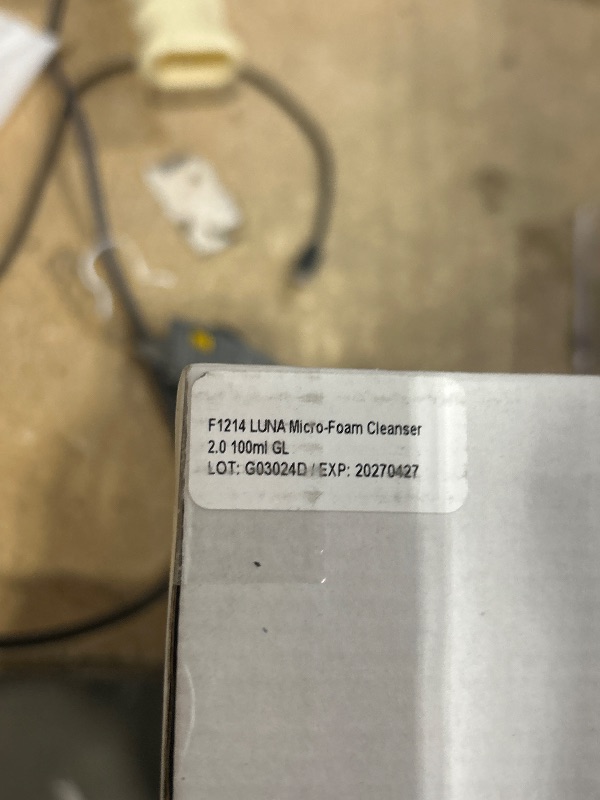 F1214 LUNA Micro-Foam Cleanser
2.0 100ml GL
LOT: G03024D / EXP: 20270427